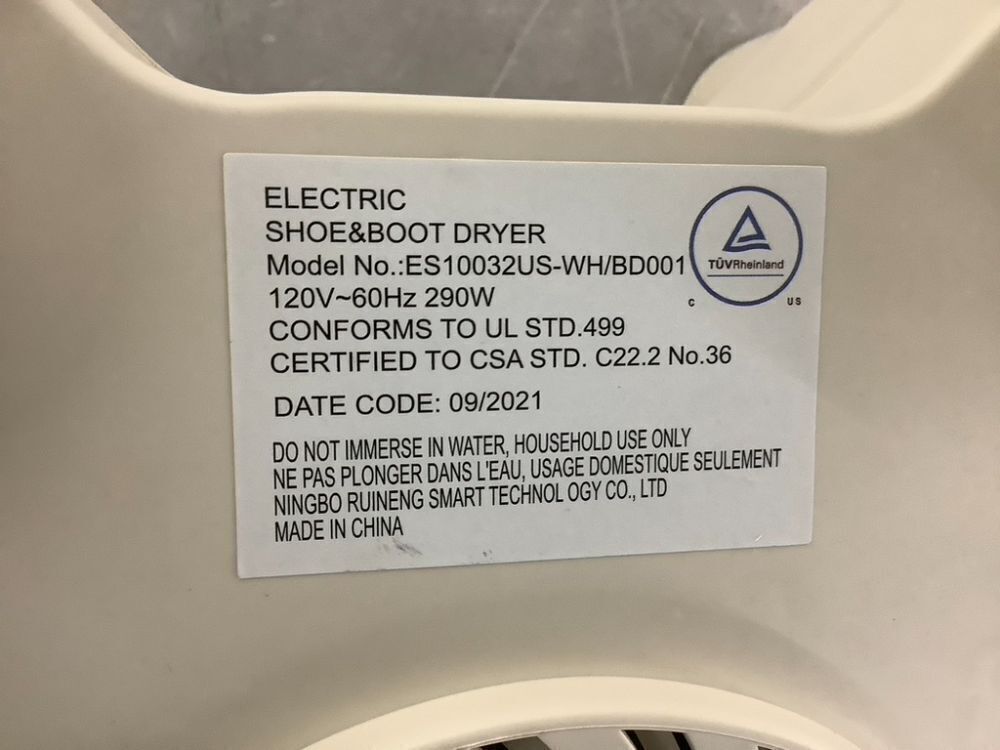 ELECTRIC
SHOE&BOOT DRYER
Model No.:ES10032US-WH/BD001
120V~60Hz 290W
CONFORMS TO UL STD.499
CERTIFIED TO CSA STD. C22.2 No.36
TÜVRheinland
C US
DATE CODE: 09/2021
DO NOT IMMERSE IN WATER, HOUSEHOLD USE ONLY
NE PAS PLONGER DANS L'EAU, USAGE DOMESTIQUE SEULEMENT
NINGBO RUINENG SMART TECHNOL OGY CO., LTD
MADE IN CHINA